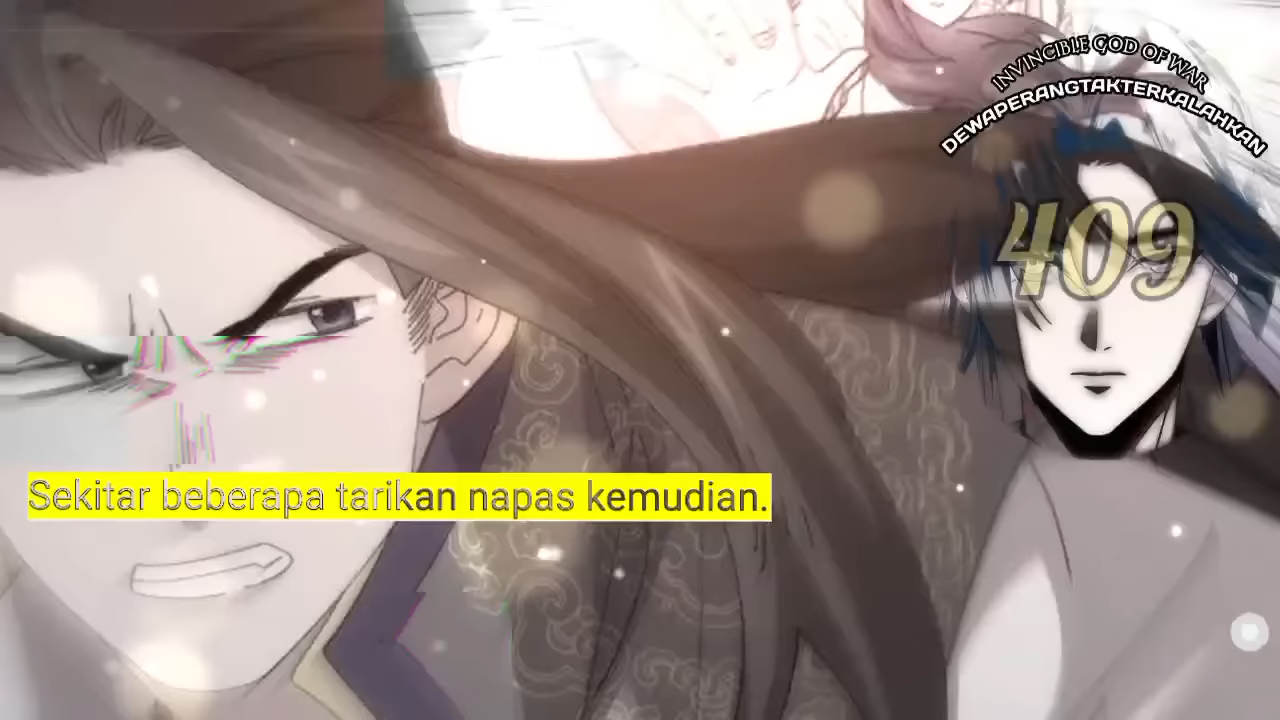 INVINCIBLE GOD OF WAR
DEWAPERANGTAKTERKALAHKAN
409
Sekitar beberapa tarikan napas kemudian.